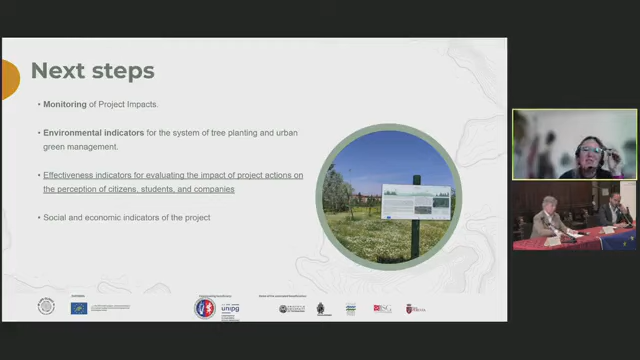 Next steps
• Monitoring of Project Impacts.
• Environmental indicators for the system of tree planting and urban
green management.
• Effectiveness indicators for evaluating the impact of project actions on
the perception of citizens, students, and companies
• Social and economic indicators of the project
unipg